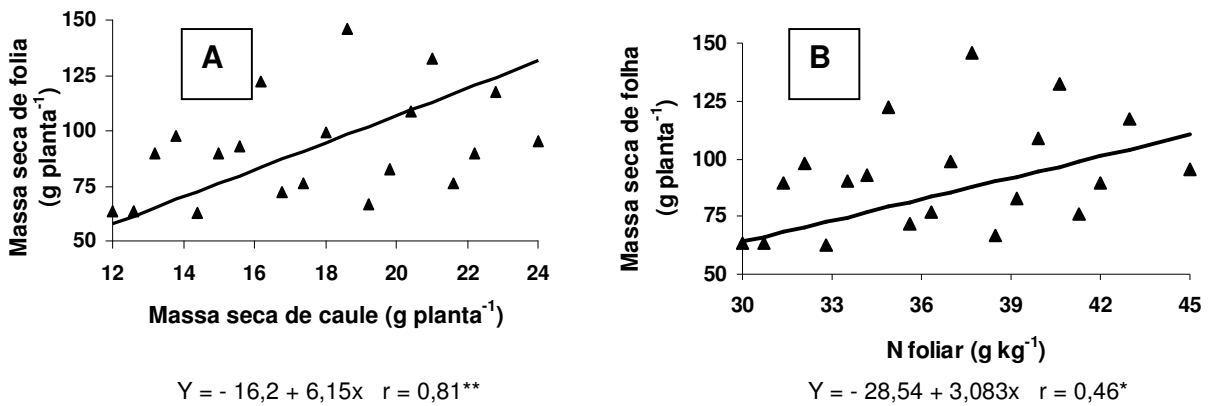 A
Massa seca de folia
(g planta⁻¹)
150
125
100
75
50
12
14
16
18
20
22
24
Massa seca de caule (g planta⁻¹)
Y = - 16,2 + 6,15x r = 0,81**
B
Massa seca de folha
(g planta⁻¹)
150
125
100
75
50
30
33
36
39
42
45
N foliar (g kg⁻¹)
Y = - 28,54 + 3,083x r = 0,46*